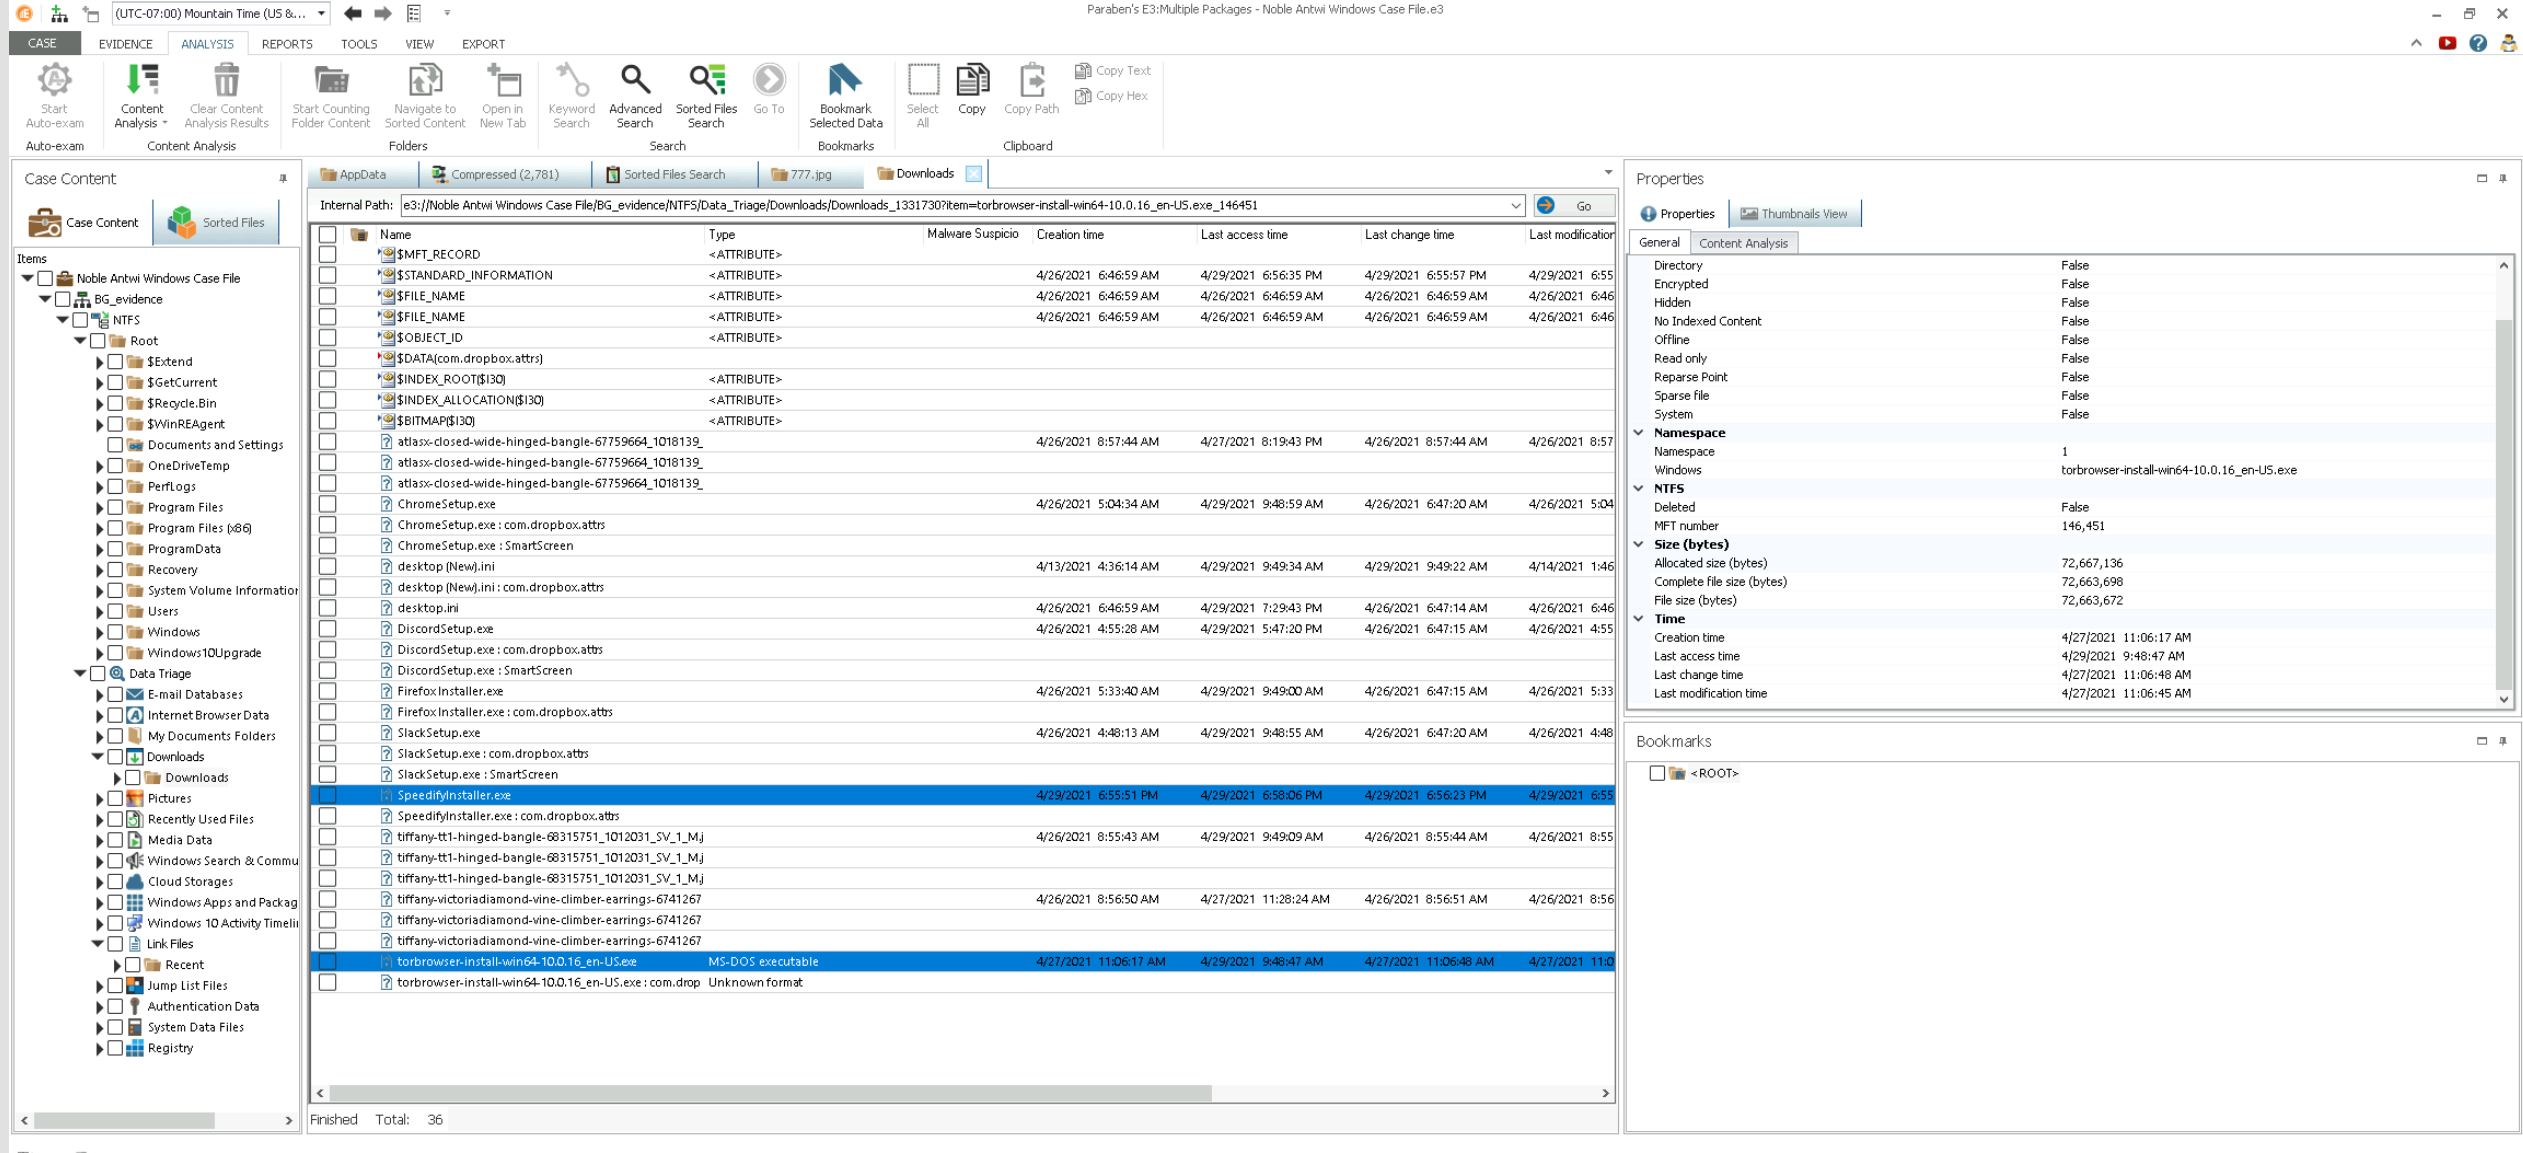 (UTC-07:00) Mountain Time (US &...
Paraben's E3:Multiple Packages - Noble Antwi Windows Case File.e3
CASE EVIDENCE ANALYSIS REPORTS TOOLS VIEW EXPORT
Start Auto-exam
Content Analysis
Clear Content Analysis Results
Start Counting Folder Content
Navigate to Sorted Content
Open in New Tab
Keyword Search
Advanced Search
Sorted Files Search
Go To
Bookmark Selected Data
Select All
Copy
Copy Path
Copy Text
Copy Hex
Auto-exam Content Analysis Folders Search Bookmarks Clipboard
Case Content
Case Content Sorted Files
Items
Noble Antwi Windows Case File
BG_evidence
NTFS
Root
$Extend
$GetCurrent
$Recycle.Bin
$WinREAgent
Documents and Settings
OneDriveTemp
PerfLogs
Program Files
Program Files (x86)
ProgramData
Recovery
System Volume Information
Users
Windows
Windows10Upgrade
Data Triage
E-mail Databases
Internet Browser Data
My Documents Folders
Downloads
Downloads
Pictures
Recently Used Files
Media Data
Windows Search & Commu
Cloud Storages
Windows Apps and Packag
Windows 10 Activity Timeli
Link Files
Recent
Jump List Files
Authentication Data
System Data Files
Registry
AppData Compressed (2,781) Sorted Files Search 777.jpg Downloads
Internal Path: e3://Noble Antwi Windows Case File/BG_evidence/NTFS/Data_Triage/Downloads/Downloads_1331730?item=torbrowser-install-win64-10.0.16_en-US.exe_146451 Go
Name Type Malware Suspicio Creation time Last access time Last change time Last modification
$MFT_RECORD <ATTRIBUTE>
$STANDARD_INFORMATION <ATTRIBUTE> 4/26/2021 6:46:59 AM 4/29/2021 6:56:35 PM 4/29/2021 6:55:57 PM 4/29/2021 6:55
$FILE_NAME <ATTRIBUTE> 4/26/2021 6:46:59 AM 4/26/2021 6:46:59 AM 4/26/2021 6:46:59 AM 4/26/2021 6:46
$FILE_NAME <ATTRIBUTE> 4/26/2021 6:46:59 AM 4/26/2021 6:46:59 AM 4/26/2021 6:46:59 AM 4/26/2021 6:46
$OBJECT_ID <ATTRIBUTE>
$DATA(com.dropbox.attrs)
$INDEX_ROOT($I30) <ATTRIBUTE>
$INDEX_ALLOCATION($I30) <ATTRIBUTE>
$BITMAP($I30) <ATTRIBUTE>
atlasx-closed-wide-hinged-bangle-67759664_1018139_ 4/26/2021 8:57:44 AM 4/27/2021 8:19:43 PM 4/26/2021 8:57:44 AM 4/26/2021 8:57
atlasx-closed-wide-hinged-bangle-67759664_1018139_
atlasx-closed-wide-hinged-bangle-67759664_1018139_
ChromeSetup.exe 4/26/2021 5:04:34 AM 4/29/2021 9:48:59 AM 4/26/2021 6:47:20 AM 4/26/2021 5:04
ChromeSetup.exe : com.dropbox.attrs
ChromeSetup.exe : SmartScreen
desktop (New).ini 4/13/2021 4:36:14 AM 4/29/2021 9:49:34 AM 4/29/2021 9:49:22 AM 4/14/2021 1:46
desktop (New).ini : com.dropbox.attrs
desktop.ini 4/26/2021 6:46:59 AM 4/29/2021 7:29:43 PM 4/26/2021 6:47:14 AM 4/26/2021 6:46
DiscordSetup.exe 4/26/2021 4:55:28 AM 4/29/2021 5:47:20 PM 4/26/2021 6:47:15 AM 4/26/2021 4:55
DiscordSetup.exe : com.dropbox.attrs
DiscordSetup.exe : SmartScreen
Firefox Installer.exe 4/26/2021 5:33:40 AM 4/29/2021 9:49:00 AM 4/26/2021 6:47:15 AM 4/26/2021 5:33
Firefox Installer.exe : com.dropbox.attrs
SlackSetup.exe 4/26/2021 4:48:13 AM 4/29/2021 9:48:55 AM 4/26/2021 6:47:20 AM 4/26/2021 4:48
SlackSetup.exe : com.dropbox.attrs
SlackSetup.exe : SmartScreen
SpeedifyInstaller.exe 4/29/2021 6:55:51 PM 4/29/2021 6:58:06 PM 4/29/2021 6:56:23 PM 4/29/2021 6:55
SpeedifyInstaller.exe : com.dropbox.attrs
tiffany-tt1-hinged-bangle-68315751_1012031_SV_1_M.j 4/26/2021 8:55:43 AM 4/29/2021 9:49:09 AM 4/26/2021 8:55:44 AM 4/26/2021 8:55
tiffany-tt1-hinged-bangle-68315751_1012031_SV_1_M.j
tiffany-tt1-hinged-bangle-68315751_1012031_SV_1_M.j
tiffany-victoriadiamond-vine-climber-earrings-6741267 4/26/2021 8:56:50 AM 4/27/2021 11:28:24 AM 4/26/2021 8:56:51 AM 4/26/2021 8:56
tiffany-victoriadiamond-vine-climber-earrings-6741267
tiffany-victoriadiamond-vine-climber-earrings-6741267
torbrowser-install-win64-10.0.16_en-US.exe MS-DOS executable 4/27/2021 11:06:17 AM 4/29/2021 9:48:47 AM 4/27/2021 11:06:48 AM 4/27/2021 11:0
torbrowser-install-win64-10.0.16_en-US.exe : com.drop Unknown format
Finished Total: 36
Properties
Properties Thumbnails View
General Content Analysis
Directory False
Encrypted False
Hidden False
No Indexed Content False
Offline False
Read only False
Reparse Point False
Sparse file False
System False
Namespace
Namespace 1
Windows torbrowser-install-win64-10.0.16_en-US.exe
NTFS
Deleted False
MFT number 146,451
Size (bytes)
Allocated size (bytes) 72,667,136
Complete file size (bytes) 72,663,698
File size (bytes) 72,663,672
Time
Creation time 4/27/2021 11:06:17 AM
Last access time 4/29/2021 9:48:47 AM
Last change time 4/27/2021 11:06:48 AM
Last modification time 4/27/2021 11:06:45 AM
Bookmarks
<ROOT>